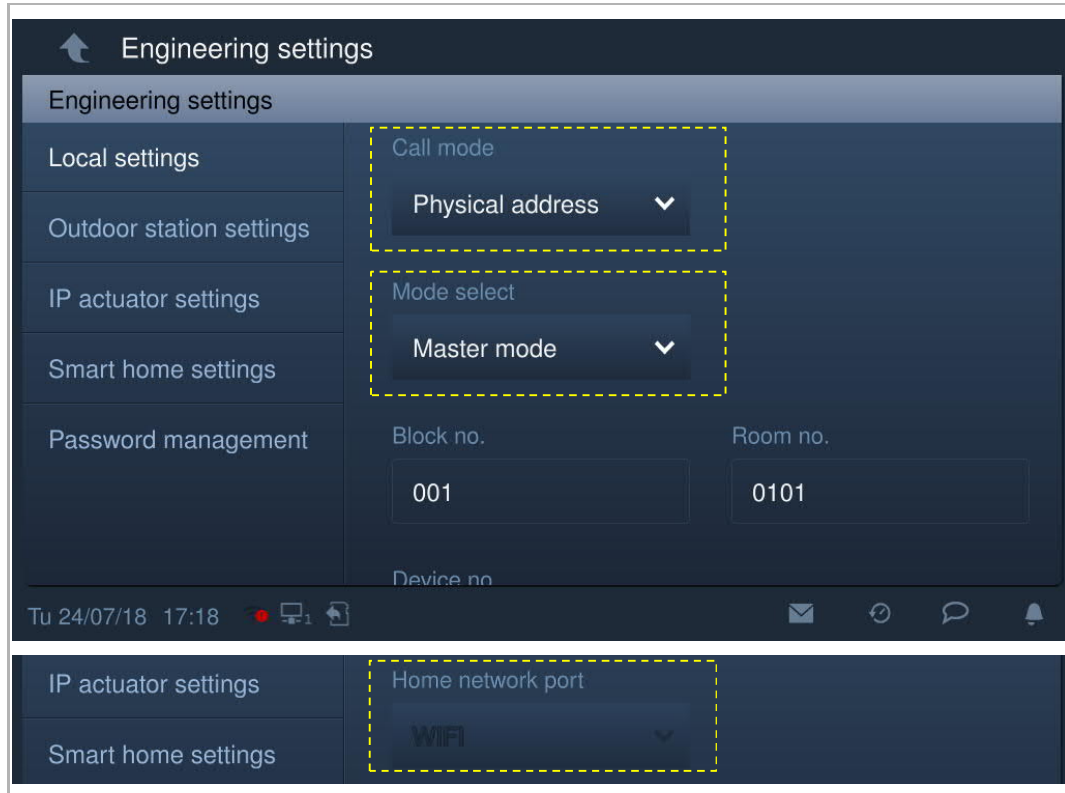 Engineering settings
Engineering settings
Local settings
Outdoor station settings
IP actuator settings
Smart home settings
Password management
Call mode
Physical address
Mode select
Master mode
Block no. Room no.
001 0101
Device no
Tu 24/07/18 17:18 1
IP actuator settings
Smart home settings
Home network port
WIFI